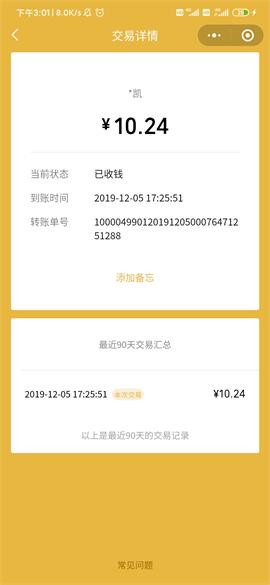 下午3:01 | 8.0K/s
交易详情
*凯
¥10.24
当前状态 已收钱
到账时间 2019-12-05 17:25:51
转账单号 100004990120191205000764712
51288
添加备忘
最近90天交易汇总
2019-12-05 17:25:51 本次交易 ¥10.24
以上是最近90天的交易记录
常见问题